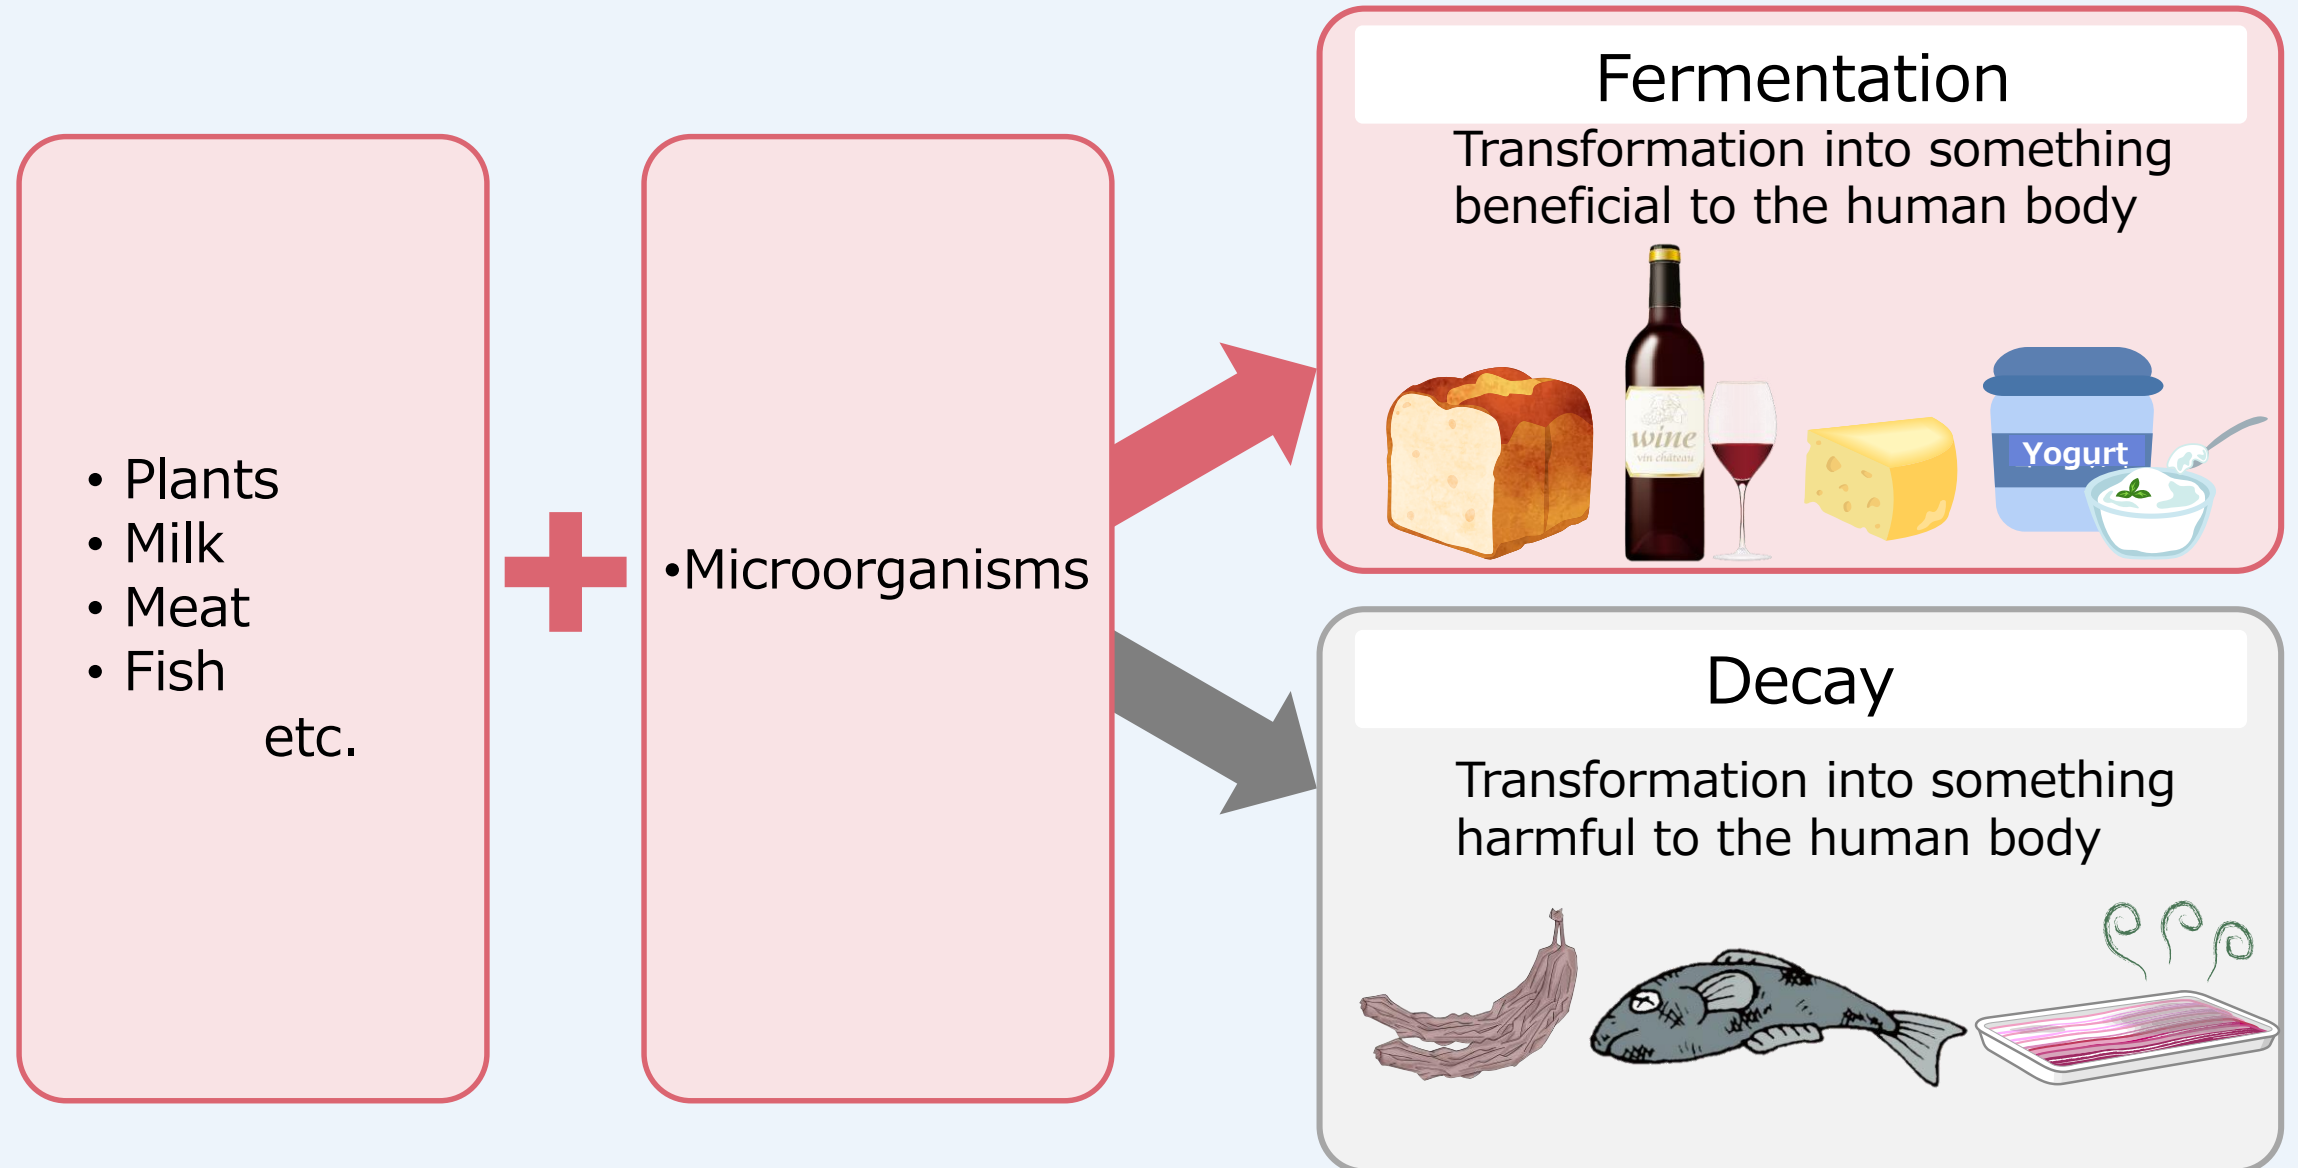 • Plants
• Milk
• Meat
• Fish
etc.
•Microorganisms
Fermentation
Transformation into something
beneficial to the human body
wine
vin château
Yogurt
Decay
Transformation into something
harmful to the human body